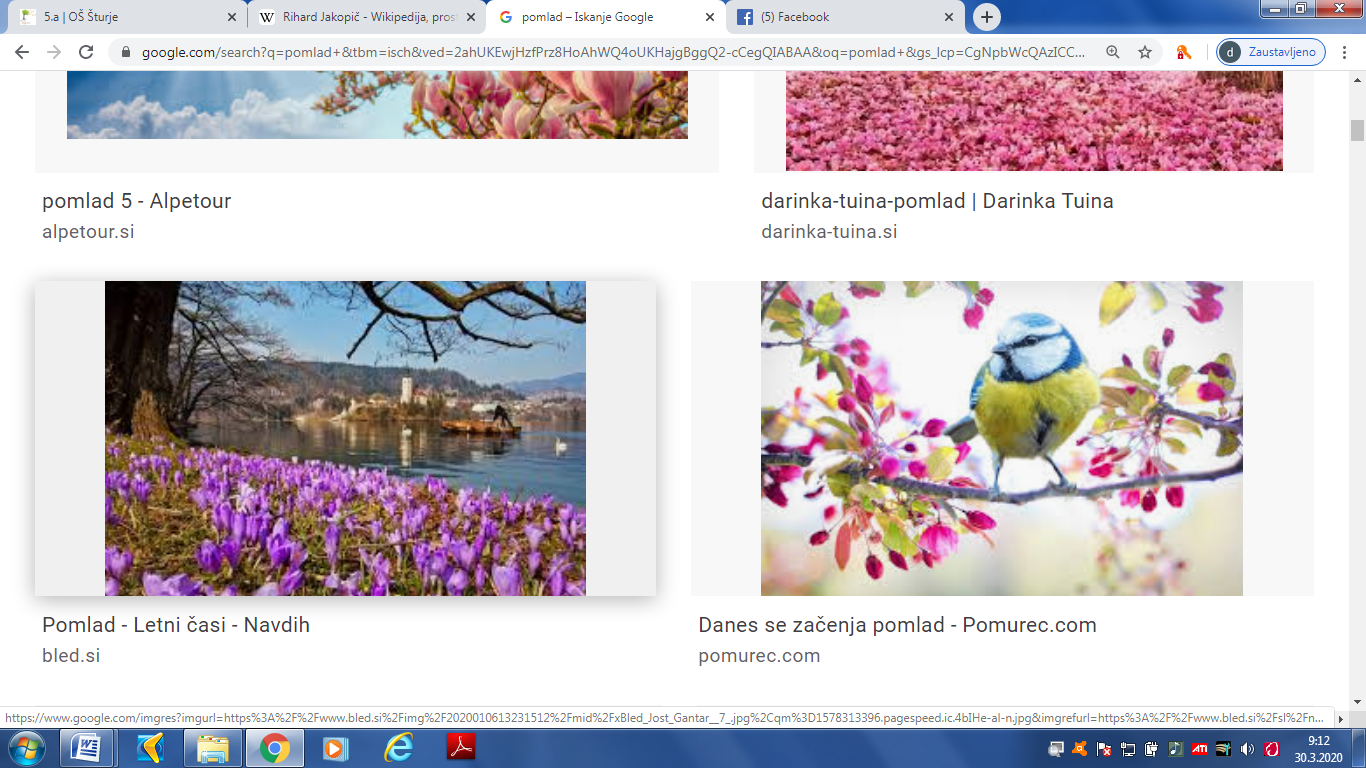 5.a | OŠ Šturje
Rihard Jakopič - Wikipedija, prost
pomlad – Iskanje Google
(5) Facebook
google.com/search?q=pomlad+&tbm=isch&ved=2ahUKEwjHzfPrz8HoAhWQ4oUKHajgBggQ2-cCegQIABAA&oq=pomlad+&gs_lcp=CgNpbWcQAzICC...
d Zaustavljeno
pomlad 5 - Alpetour
alpetour.si
darinka-tuina-pomlad | Darinka Tuina
darinka-tuina.si
Pomlad - Letni časi - Navdih
bled.si
Danes se začenja pomlad - Pomurec.com
pomurec.com
https://www.google.com/imgres?imgurl=https%3A%2F%2Fwww.bled.si%2Fimg%2F2020010613231512%2Fmid%2FxBled_Jost_Gantar__7_.jpg%2Cqm%3D1578313396.pagespeed.ic.4bIHe-al-n.jpg&imgrefurl=https%3A%2F%2Fwww.bled.si%2Fsl%2Fn...
ATI
9:12
30.3.2020